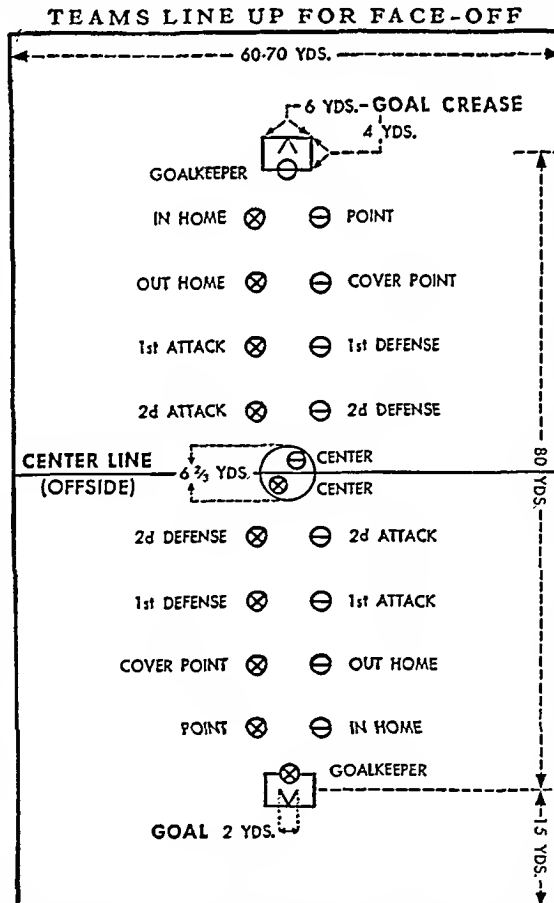 TEAMS LINE UP FOR FACE-OFF
60-70 YDS.
6 YDS.-GOAL CREASE
4 YDS.
GOALKEEPER
IN HOME POINT
OUT HOME COVER POINT
1st ATTACK 1st DEFENSE
2d ATTACK 2d DEFENSE
CENTER
CENTER LINE 6 2/3 YDS.
(OFFSIDE) CENTER
80 YDS.
2d DEFENSE 2d ATTACK
1st DEFENSE 1st ATTACK
COVER POINT OUT HOME
POINT IN HOME
GOALKEEPER
GOAL 2 YDS.
15 YDS.